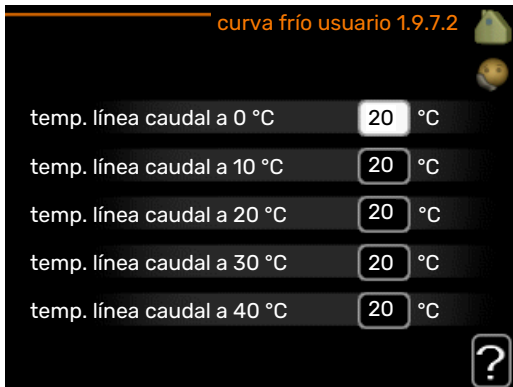 curva frío usuario 1.9.7.2
temp. línea caudal a 0 °C 20 °C
temp. línea caudal a 10 °C 20 °C
temp. línea caudal a 20 °C 20 °C
temp. línea caudal a 30 °C 20 °C
temp. línea caudal a 40 °C 20 °C
?